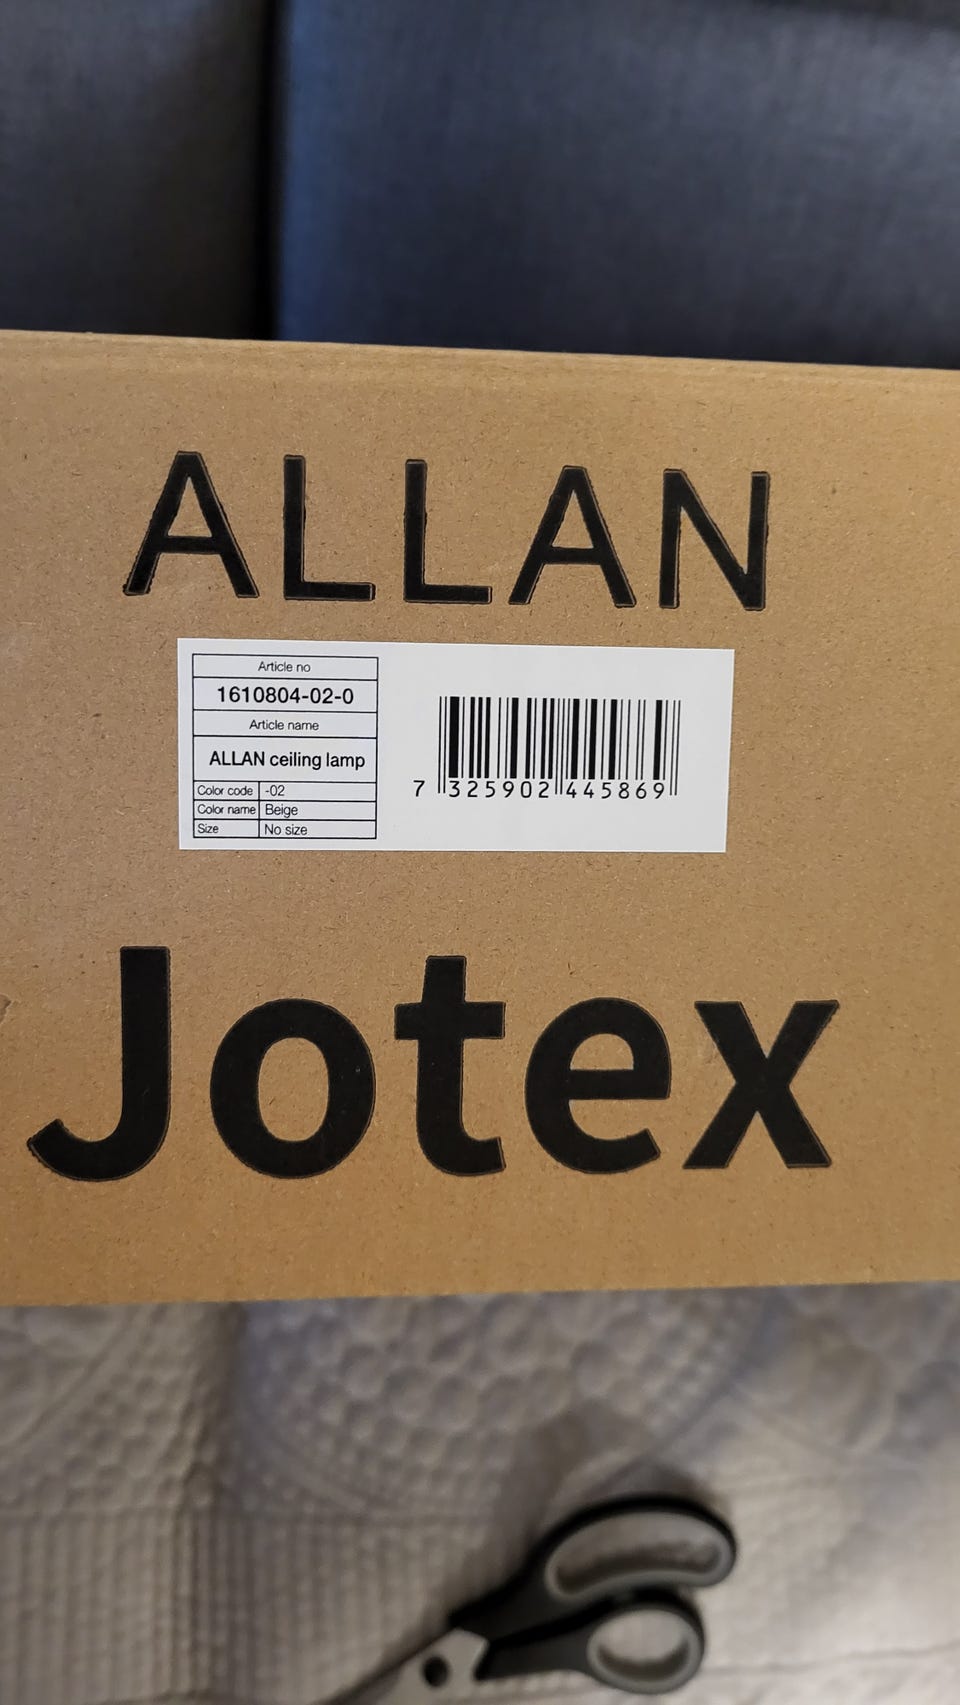 ALLAN
Article no
1610804-02-0
Article name
ALLAN ceiling lamp
Color code -02
Color name Beige
Size No size
7 325902 445869
Jotex